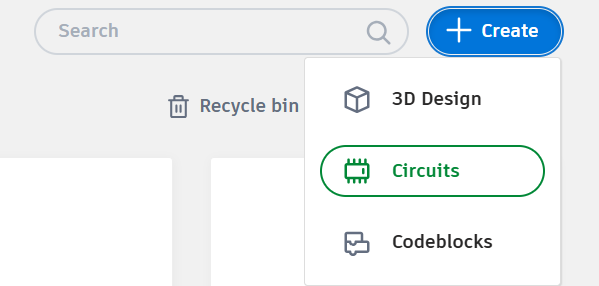 Search
Create
3D Design
Recycle bin
Circuits
Codeblocks